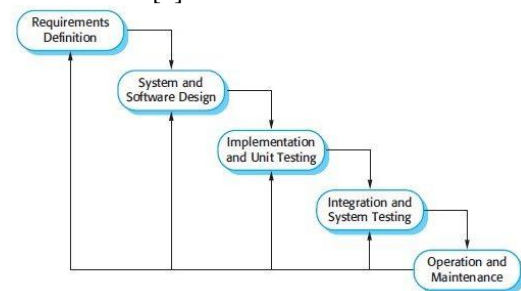 Requirements
Definition
System and
Software Design
Implementation
and Unit Testing
Integration and
System Testing
Operation and
Maintenance